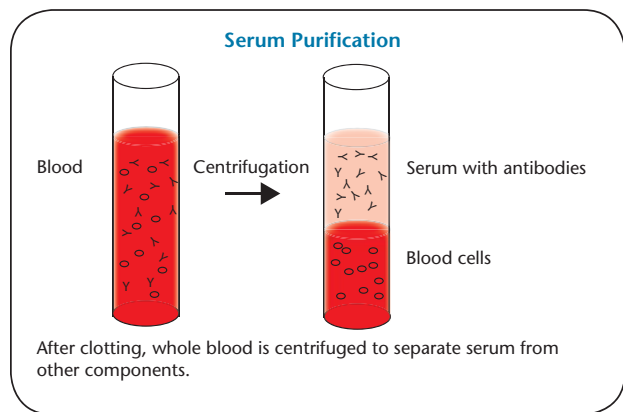 Serum Purification
Blood
Centrifugation
Serum with antibodies
Blood cells
After clotting, whole blood is centrifuged to separate serum from
other components.